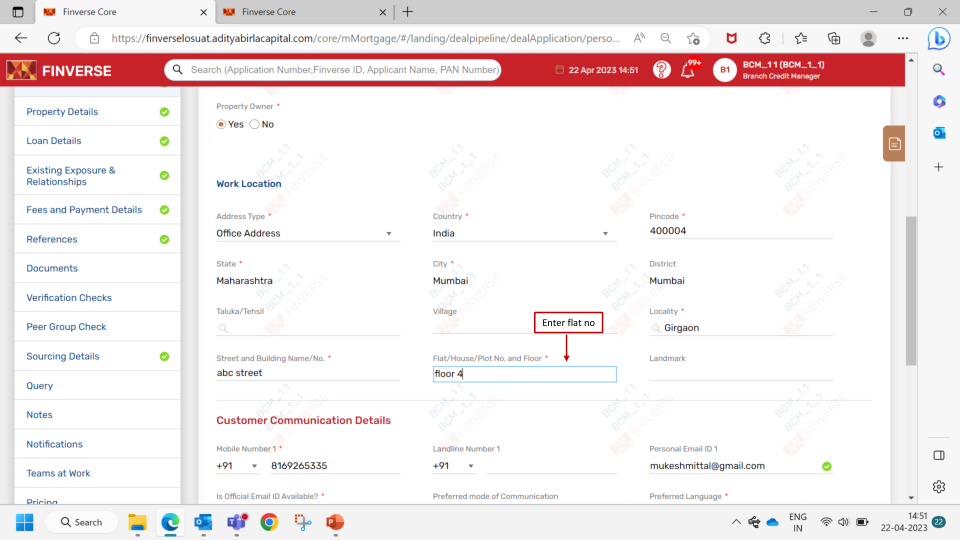 Finverse Core
Finverse Core
https://finverselosuat.adityabirlacapital.com/core/mMortgage/#/landing/dealpipeline/dealApplication/perso...
FINVERSE
Search (Application Number,Finverse ID, Applicant Name, PAN Number)
22 Apr 2023 14:51
99+
B1
BCM_1 1 (BCM_1_1)
Branch Credit Manager
Property Details
Loan Details
Existing Exposure &
Relationships
Fees and Payment Details
References
Documents
Verification Checks
Peer Group Check
Sourcing Details
Query
Notes
Notifications
Teams at Work
Pricing
Property Owner *
Yes No
Work Location
Address Type * Country * Pincode *
Office Address India 400004
State * City * District
Maharashtra Mumbai Mumbai
Taluka/Tehsil Village Locality *
Girgaon
Enter flat no
Street and Building Name/No. * Flat/House/Plot No. and Floor * Landmark
abc street floor 4
Customer Communication Details
Mobile Number 1 * Landline Number 1 Personal Email ID 1
+91 8169265335 +91 mukeshmittal@gmail.com
Is Official Email ID Available? * Preferred mode of Communication Preferred Language *
BCM_1 1
BCM_1_1
FINVERSE
Search
ENG
IN
14:51
22-04-2023
22